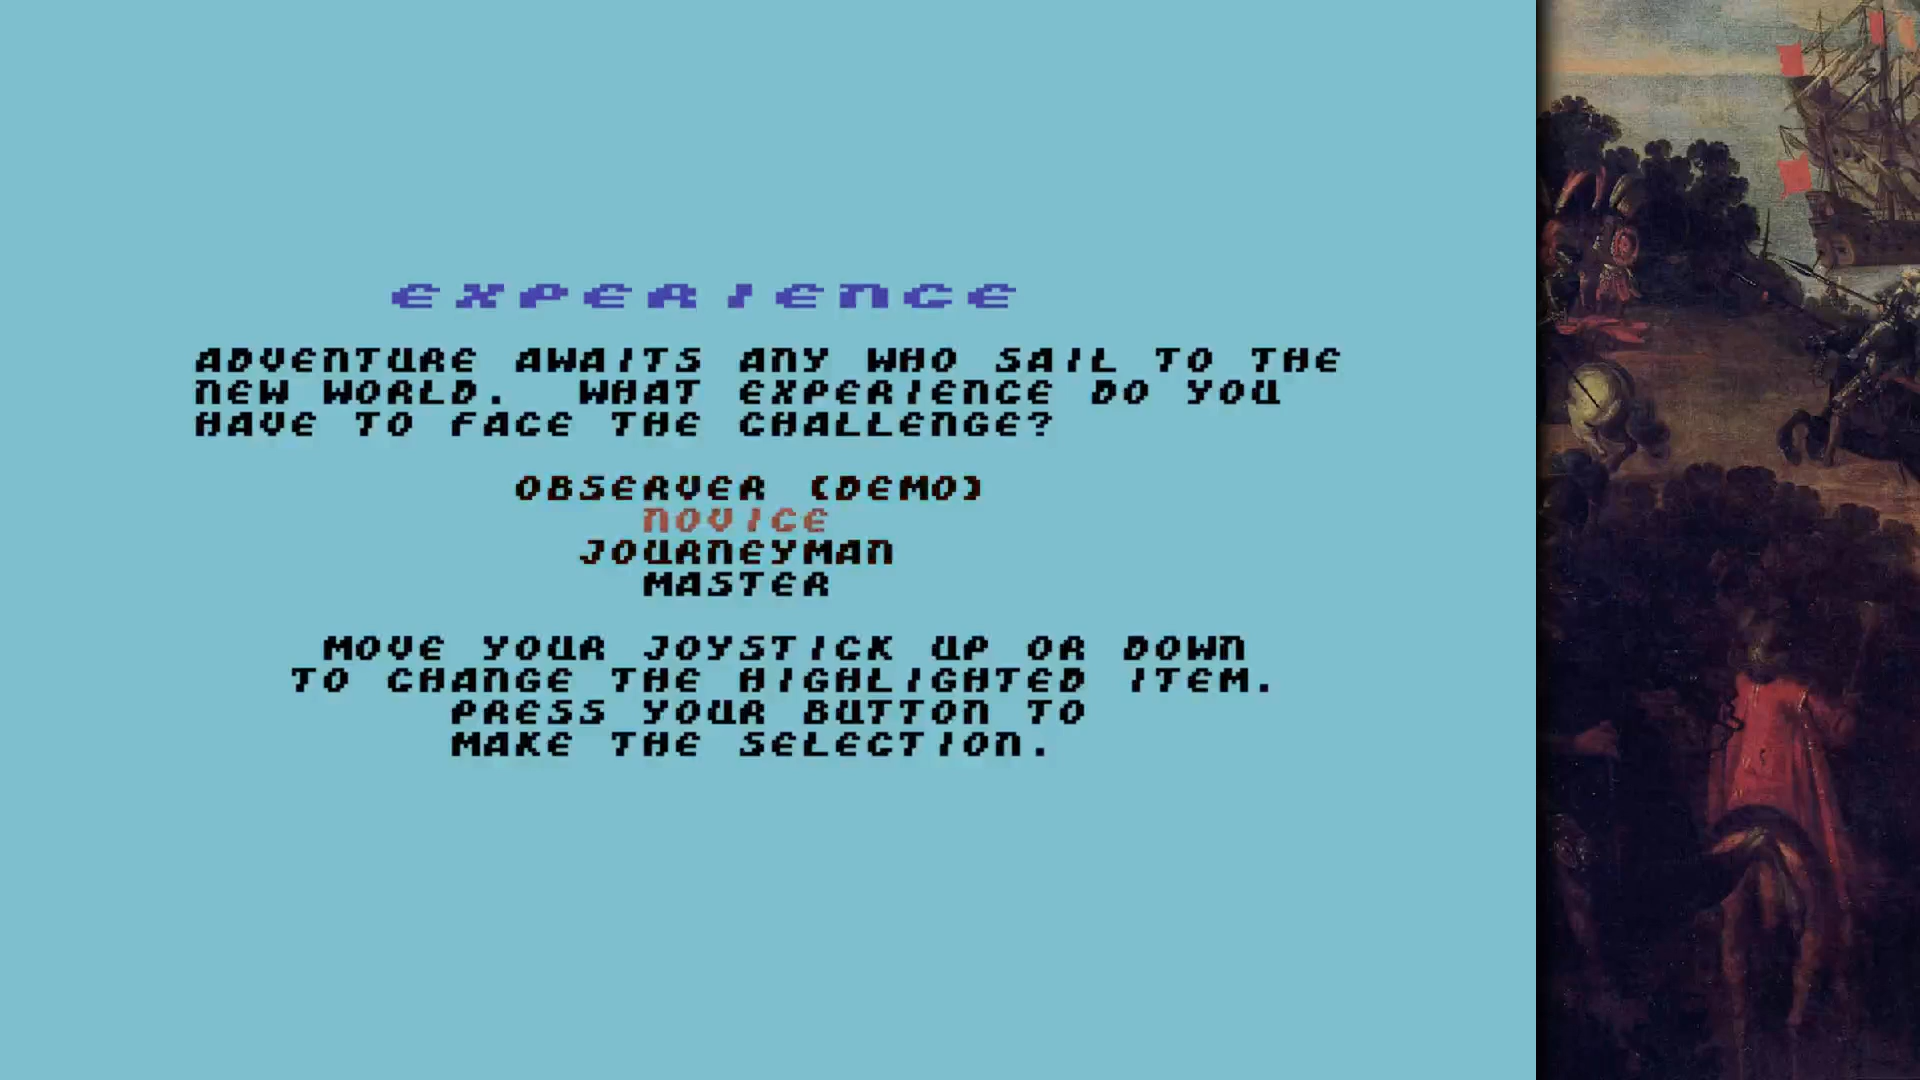 EXPERIENCE
ADVENTURE AWAITS ANY WHO SAIL TO THE
NEW WORLD. WHAT EXPERIENCE DO YOU
HAVE TO FACE THE CHALLENGE?
OBSERVER (DEMO)
NOVICE
JOURNEYMAN
MASTER
MOVE YOUR JOYSTICK UP OR DOWN
TO CHANGE THE HIGHLIGHTED ITEM.
PRESS YOUR BUTTON TO
MAKE THE SELECTION.